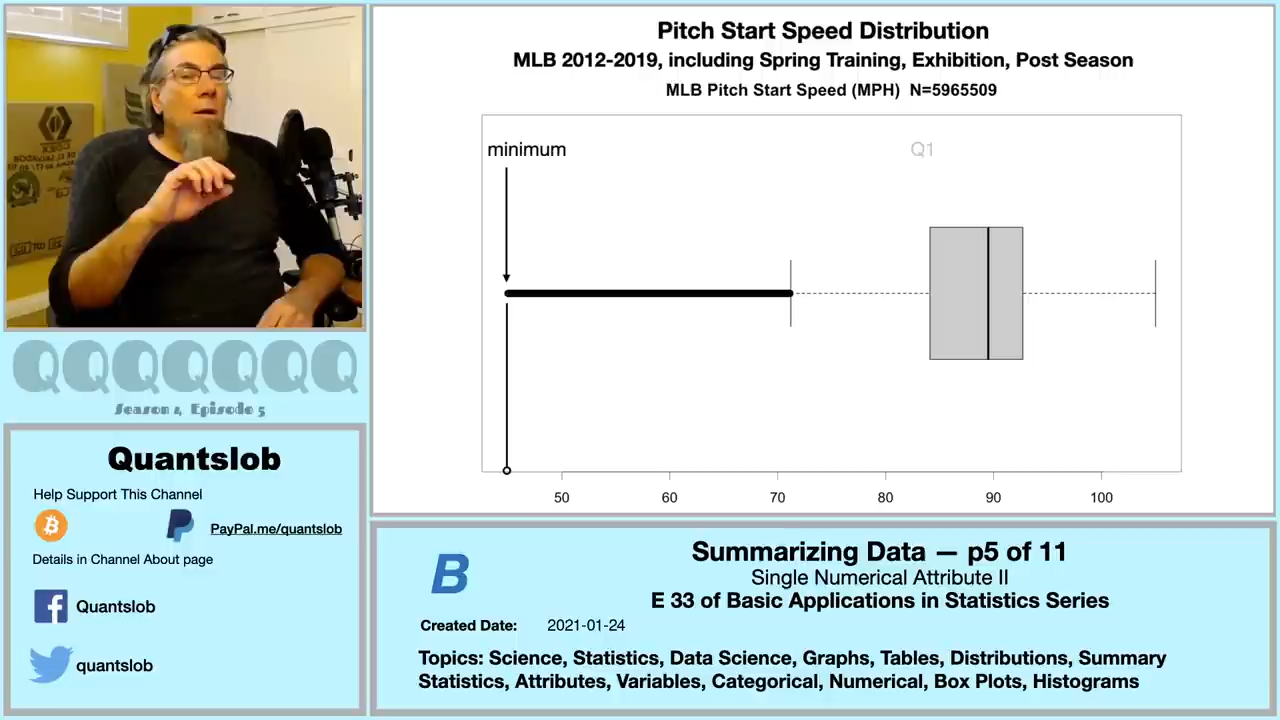 Pitch Start Speed Distribution
MLB 2012-2019, including Spring Training, Exhibition, Post Season
MLB Pitch Start Speed (MPH) N=5965509
minimum
Q1
50 60 70 80 90 100
QQQQQQQ
Season 4 Episode 5
Quantslob
Help Support This Channel
PayPal.me/quantslob
Details in Channel About page
Quantslob
quantslob
B
Summarizing Data — p5 of 11
Single Numerical Attribute II
E 33 of Basic Applications in Statistics Series
Created Date: 2021-01-24
Topics: Science, Statistics, Data Science, Graphs, Tables, Distributions, Summary
Statistics, Attributes, Variables, Categorical, Numerical, Box Plots, Histograms